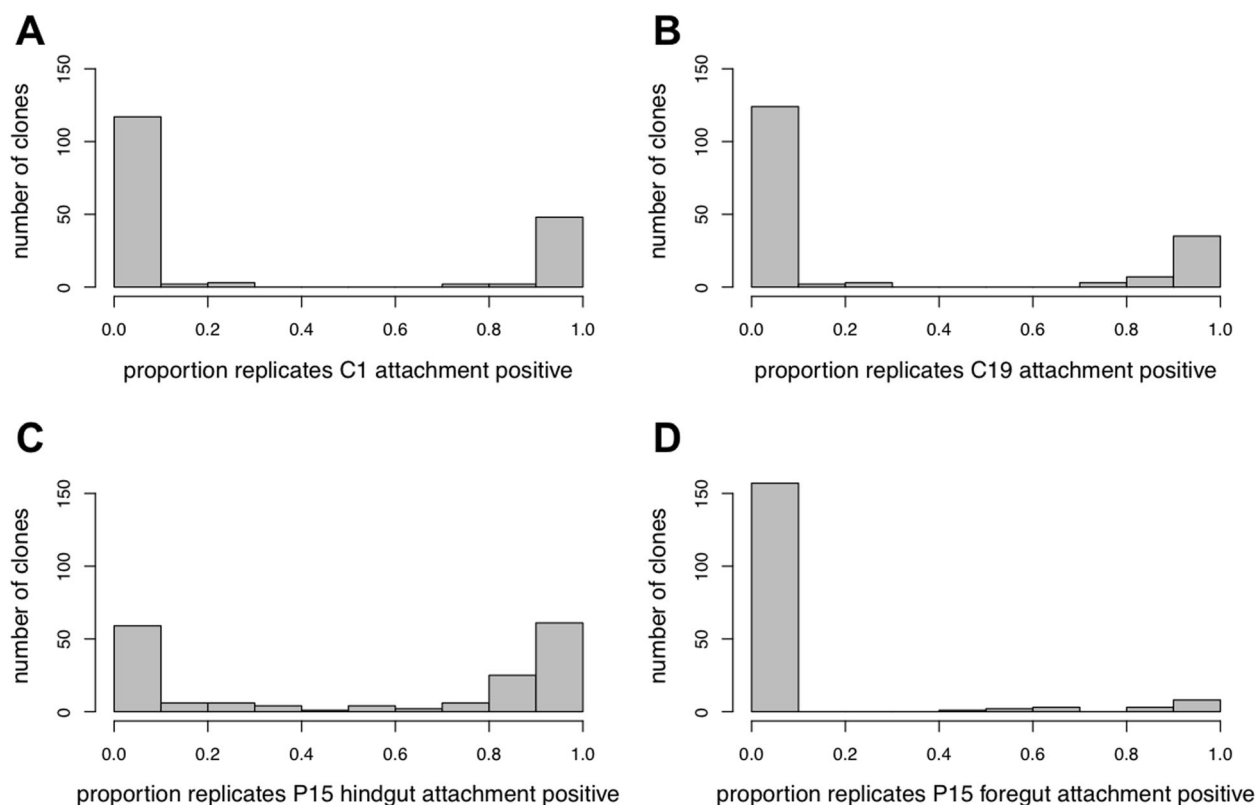 A
number of clones
150
100
50
0
0.0 0.2 0.4 0.6 0.8 1.0
proportion replicates C1 attachment positive
B
number of clones
150
100
50
0
0.0 0.2 0.4 0.6 0.8 1.0
proportion replicates C19 attachment positive
C
number of clones
150
100
50
0
0.0 0.2 0.4 0.6 0.8 1.0
proportion replicates P15 hindgut attachment positive
D
number of clones
150
100
50
0
0.0 0.2 0.4 0.6 0.8 1.0
proportion replicates P15 foregut attachment positive